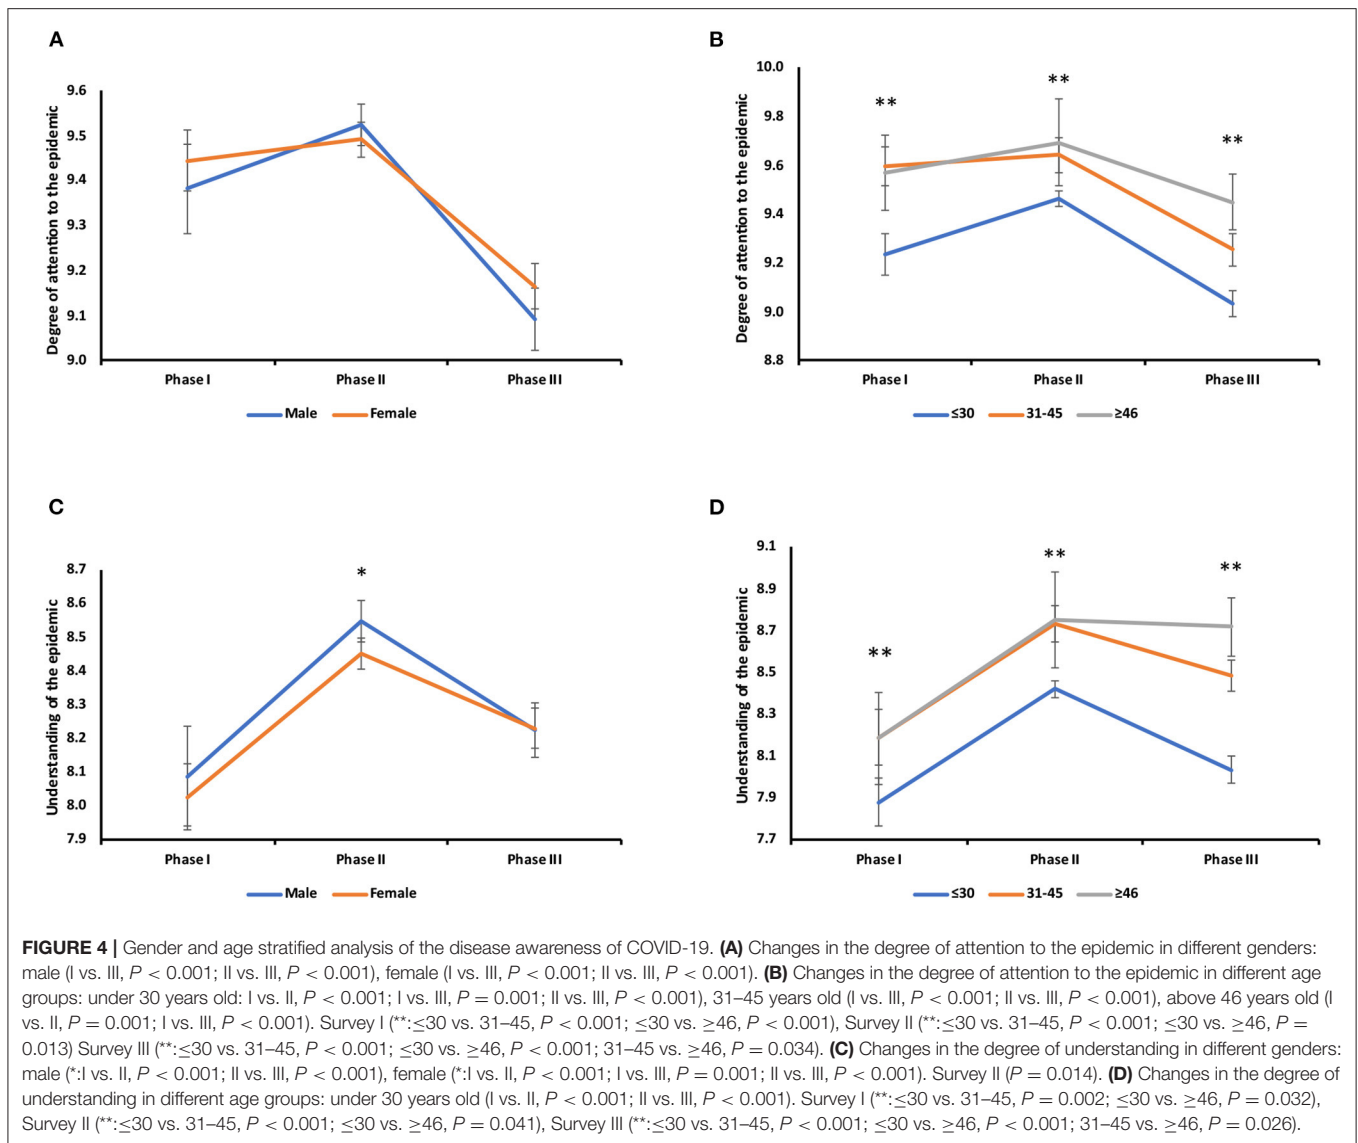 A
Degree of attention to the epidemic
9.6
9.5
9.4
9.3
9.2
9.1
9.0
Phase I Phase II Phase III
Male Female
B
Degree of attention to the epidemic
10.0
9.8
9.6
9.4
9.2
9.0
8.8
**
**
**
Phase I Phase II Phase III
≤30 31-45 ≥46
C
Understanding of the epidemic
8.7
8.6
8.5
8.4
8.3
8.2
8.1
8.0
7.9
*
Phase I Phase II Phase III
Male Female
D
Understanding of the epidemic
9.1
8.9
8.7
8.5
8.3
8.1
7.9
7.7
**
**
**
Phase I Phase II Phase III
≤30 31-45 ≥46
FIGURE 4 | Gender and age stratified analysis of the disease awareness of COVID-19. (A) Changes in the degree of attention to the epidemic in different genders:
male (I vs. III, P < 0.001; II vs. III, P < 0.001), female (I vs. III, P < 0.001; II vs. III, P < 0.001). (B) Changes in the degree of attention to the epidemic in different age
groups: under 30 years old: I vs. II, P < 0.001; I vs. III, P = 0.001; II vs. III, P < 0.001), 31–45 years old (I vs. III, P < 0.001; II vs. III, P < 0.001), above 46 years old (I
vs. II, P = 0.001; I vs. III, P < 0.001). Survey I (**:≤30 vs. 31–45, P < 0.001; ≤30 vs. ≥46, P < 0.001), Survey II (**:≤30 vs. 31–45, P < 0.001; ≤30 vs. ≥46, P =
0.013) Survey III (**:≤30 vs. 31–45, P < 0.001; ≤30 vs. ≥46, P < 0.001; 31–45 vs. ≥46, P = 0.034). (C) Changes in the degree of understanding in different genders:
male (*:I vs. II, P < 0.001; II vs. III, P < 0.001), female (*:I vs. II, P < 0.001; I vs. III, P = 0.001; II vs. III, P < 0.001). Survey II (P = 0.014). (D) Changes in the degree of
understanding in different age groups: under 30 years old (I vs. II, P < 0.001; II vs. III, P < 0.001). Survey I (**:≤30 vs. 31–45, P = 0.002; ≤30 vs. ≥46, P = 0.032),
Survey II (**:≤30 vs. 31–45, P < 0.001; ≤30 vs. ≥46, P = 0.041), Survey III (**:≤30 vs. 31–45, P < 0.001; ≤30 vs. ≥46, P < 0.001; 31–45 vs. ≥46, P = 0.026).